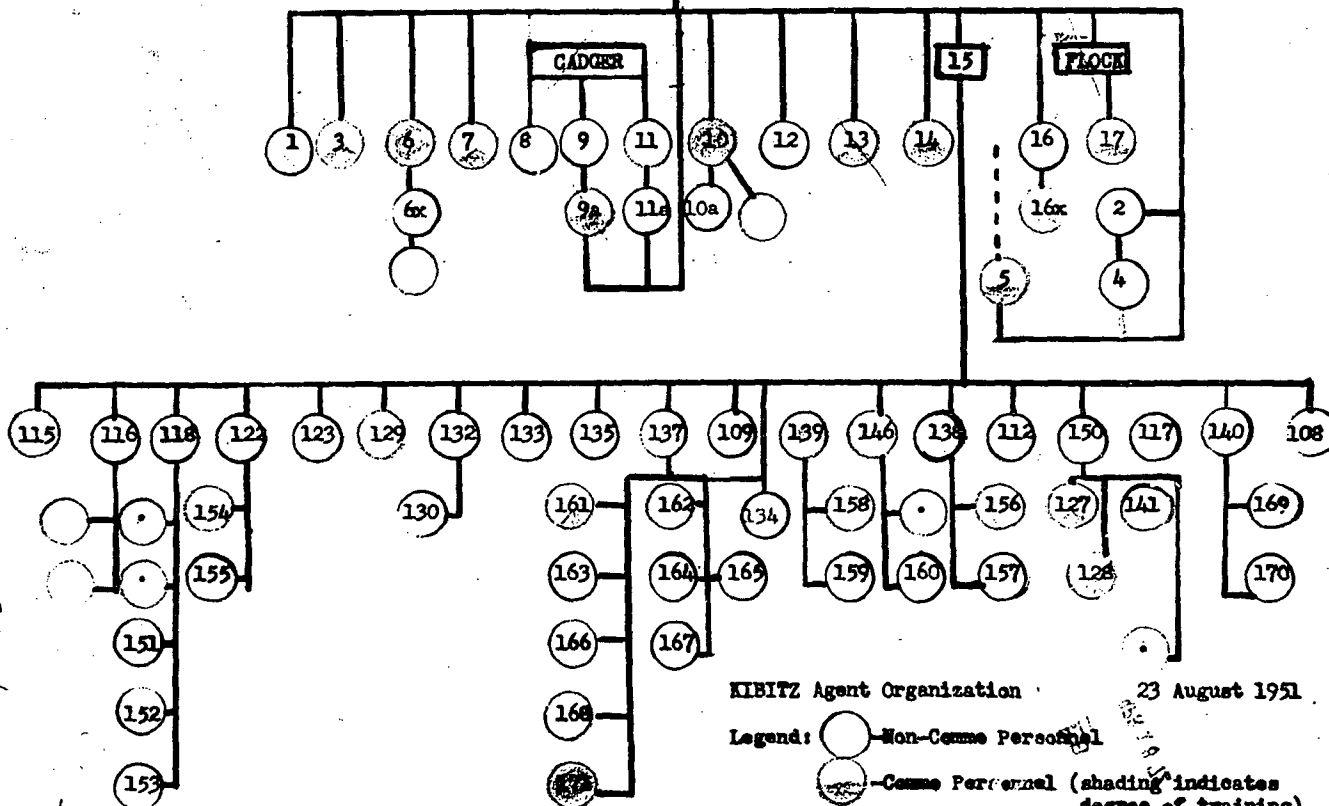 CADGER 15 FLOCK
1 3 6 7 8 9 11 10 12 13 14 16 17
6x 9a 11a 10a 16x 2
5 4
115 116 118 122 123 129 132 133 135 137 109 139 146 138 112 150 117 140 108
154 130 161 162 134 158 156 127 141 169
155 163 164 165 159 160 157 128 170
151 166 167
KIBITZ Agent Organization 23 August 1951
152 168
Legend: Non-Commo Personnel
153
Commo Personnel (shading indicates
degree of training)